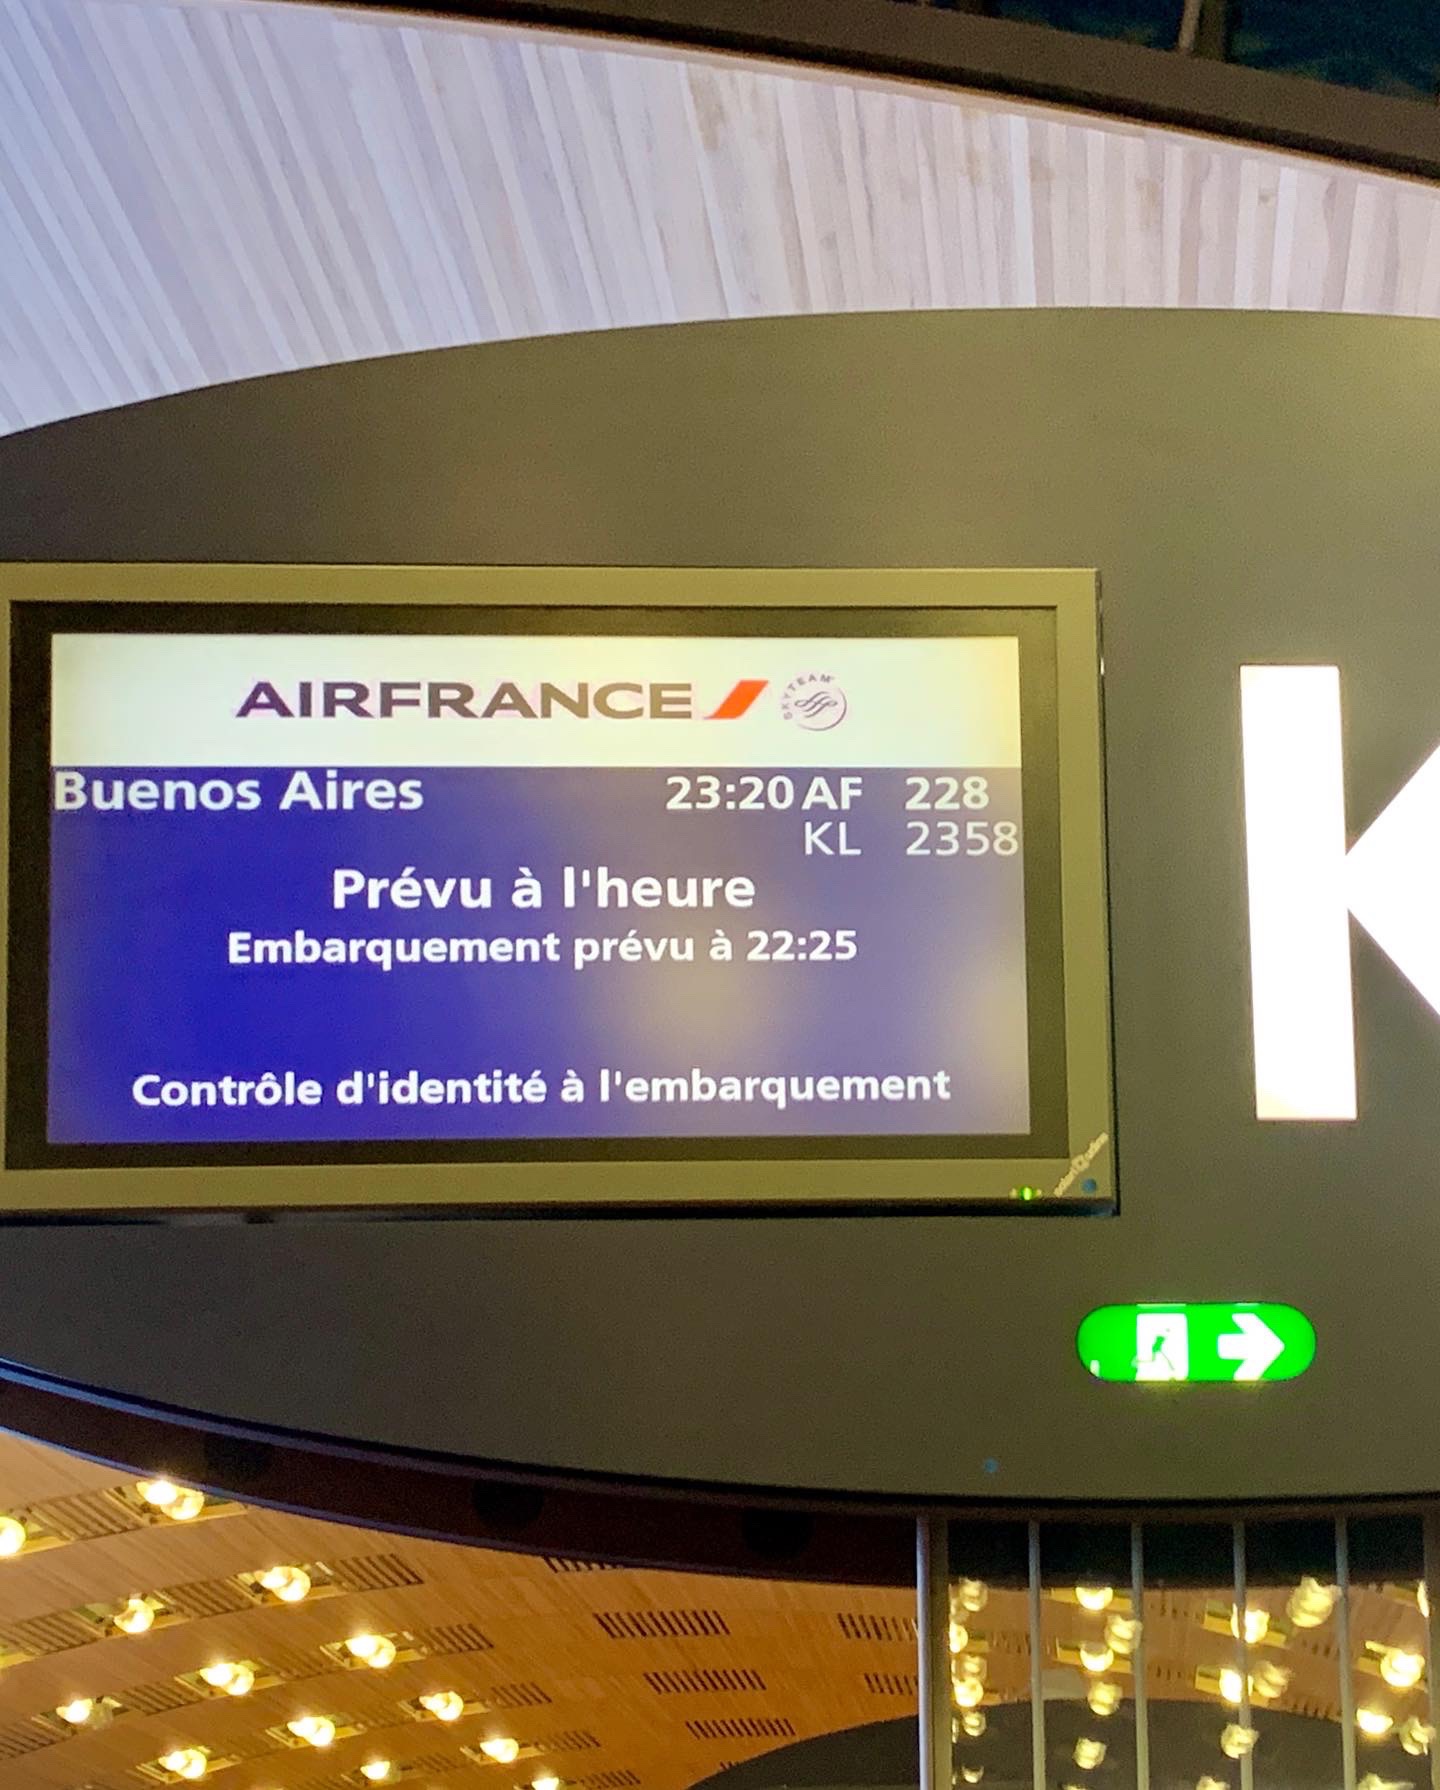 AIRFRANCE SKYTEAM
Buenos Aires 23:20 AF 228
KL 2358
Prévu à l'heure
Embarquement prévu à 22:25
Contrôle d'identité à l'embarquement
K